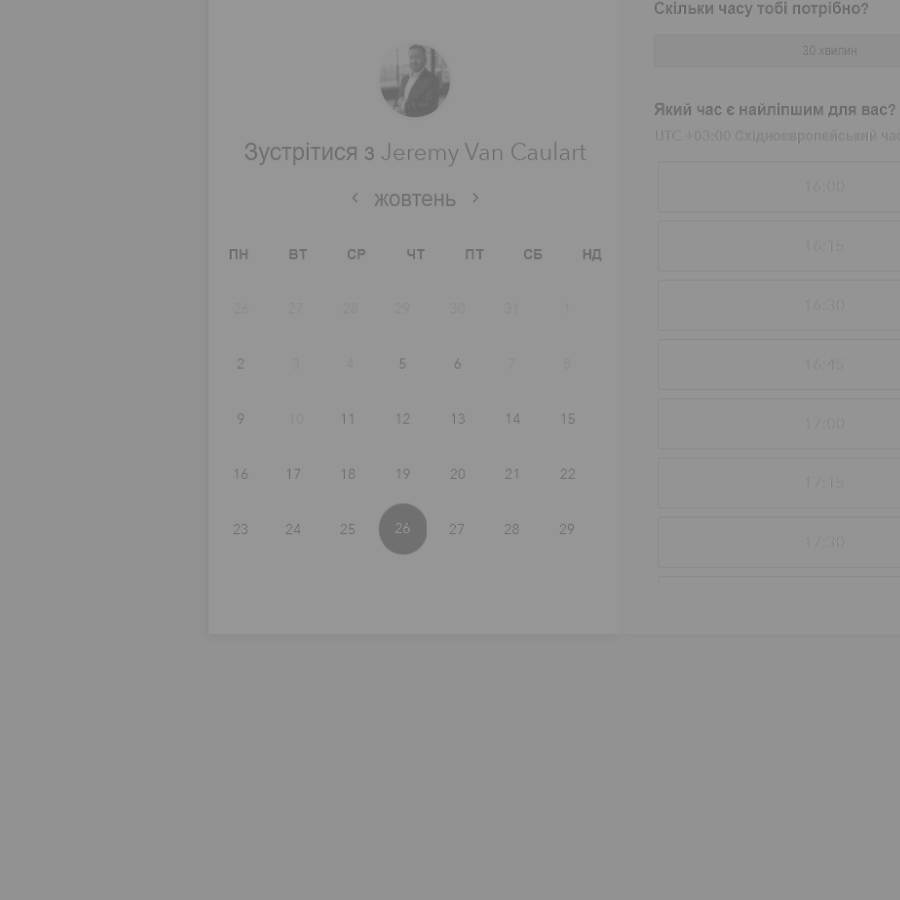 Зустрітися з Jeremy Van Caulart
жовтень
ПН ВТ СР ЧТ ПТ СБ НД
26 27 28 29 30 31 1
2 3 4 5 6 7 8
9 10 11 12 13 14 15
16 17 18 19 20 21 22
23 24 25 26 27 28 29
Скільки часу тобі потрібно?
30 хвилин
Який час є найліпшим для вас?
UTC +03:00 Східноєвропейський
16:00
16:15
16:30
16:45
17:00
17:15
17:30